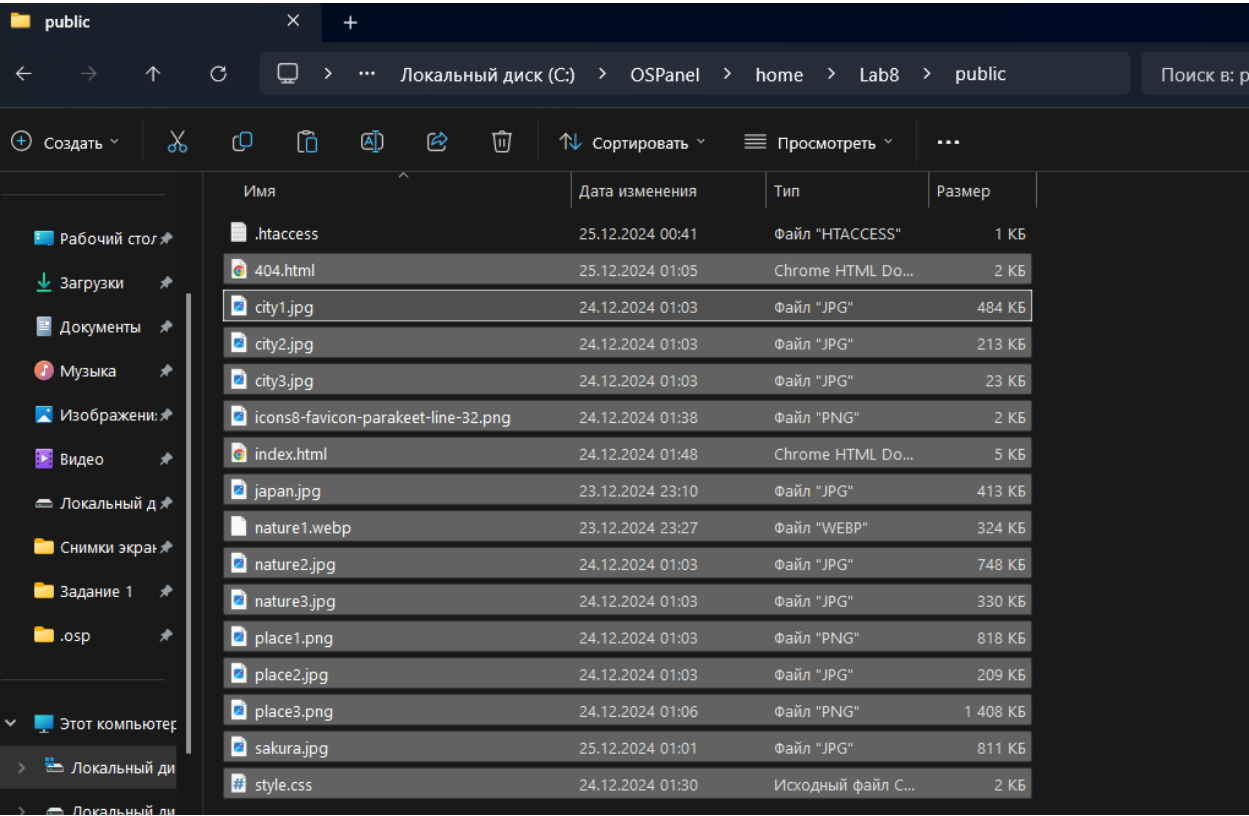 public
Локальный диск (C:) OSPanel home Lab8 public Поиск в: p
Создать Сортировать Просмотреть
Имя Дата изменения Тип Размер
Рабочий стол
Загрузки
Документы
Музыка
Изображени:
Видео
Локальный д
Снимки экран
Задание 1
.osp
Этот компьютер
Локальный ди
Локальный ди
.htaccess 25.12.2024 00:41 Файл "HTACCESS" 1 КБ
404.html 25.12.2024 01:05 Chrome HTML Do... 2 КБ
city1.jpg 24.12.2024 01:03 Файл "JPG" 484 КБ
city2.jpg 24.12.2024 01:03 Файл "JPG" 213 КБ
city3.jpg 24.12.2024 01:03 Файл "JPG" 23 КБ
icons8-favicon-parakeet-line-32.png 24.12.2024 01:38 Файл "PNG" 2 КБ
index.html 24.12.2024 01:48 Chrome HTML Do... 5 КБ
japan.jpg 23.12.2024 23:10 Файл "JPG" 413 КБ
nature1.webp 23.12.2024 23:27 Файл "WEBP" 324 КБ
nature2.jpg 24.12.2024 01:03 Файл "JPG" 748 КБ
nature3.jpg 24.12.2024 01:03 Файл "JPG" 330 КБ
place1.png 24.12.2024 01:03 Файл "PNG" 818 КБ
place2.jpg 24.12.2024 01:03 Файл "JPG" 209 КБ
place3.png 24.12.2024 01:06 Файл "PNG" 1 408 КБ
sakura.jpg 25.12.2024 01:01 Файл "JPG" 811 КБ
style.css 24.12.2024 01:30 Исходный файл C... 2 КБ